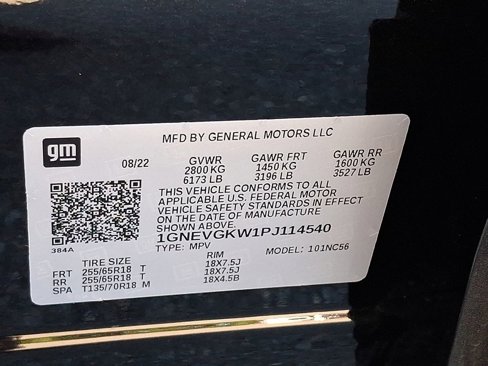 gm
MFD BY GENERAL MOTORS LLC
08/22 GVWR GAWR FRT GAWR RR
2800 KG 1450 KG 1600 KG
6173 LB 3196 LB 3527 LB
THIS VEHICLE CONFORMS TO ALL
APPLICABLE U.S. FEDERAL MOTOR
VEHICLE SAFETY STANDARDS IN EFFECT
ON THE DATE OF MANUFACTURE
SHOWN ABOVE.
384A
1GNEVGKW1PJ114540
TYPE: MPV MODEL: 101NC56
TIRE SIZE RIM
FRT 255/65R18 T 18X7.5J
RR 255/65R18 T 18X7.5J
SPA T135/70R18 M 18X4.5B